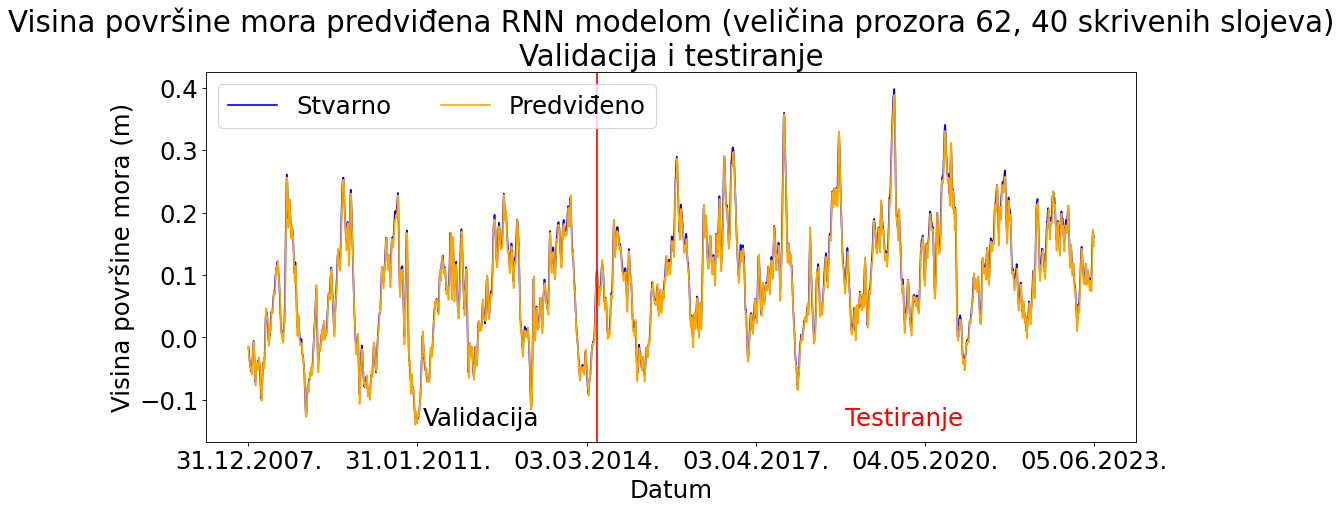 Visina površine mora predviđena RNN modelom (veličina prozora 62, 40 skrivenih slojeva)
Validacija i testiranje
Stvarno
Predviđeno
Visina površine mora (m)
0.4
0.3
0.2
0.1
0.0
−0.1
Validacija
Testiranje
31.12.2007.
31.01.2011.
03.03.2014.
03.04.2017.
04.05.2020.
05.06.2023.
Datum